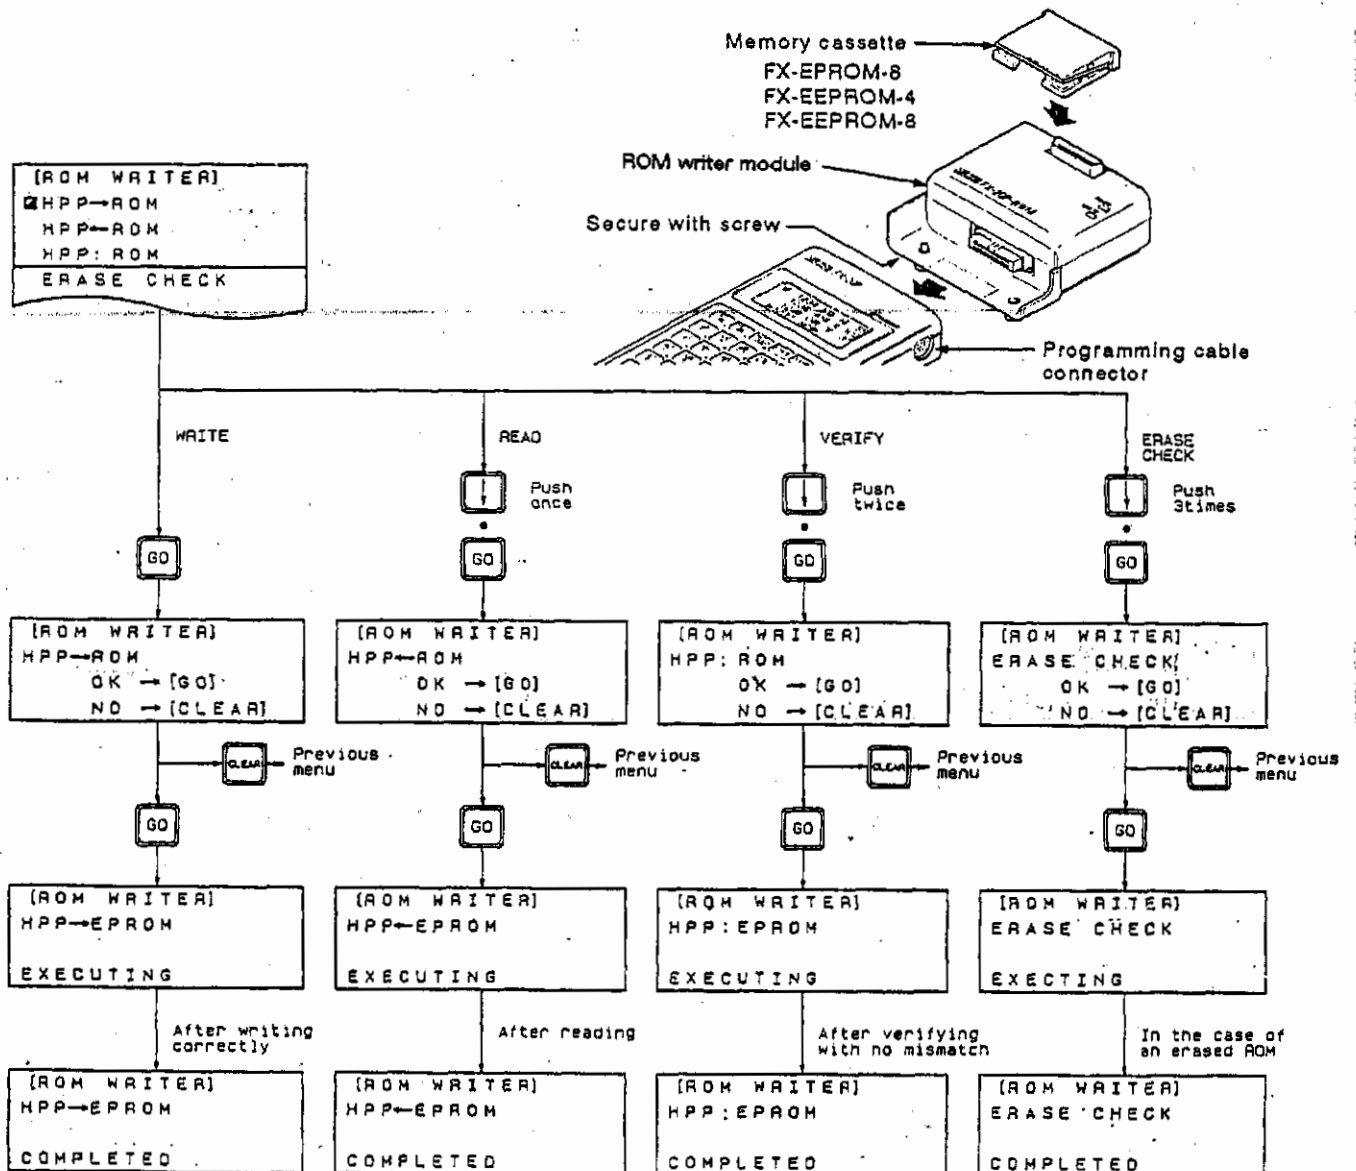 Memory cassette
FX-EPROM-8
FX-EEPROM-4
FX-EEPROM-8
ROM writer module
Secure with screw
Programming cable
connector
[ROM WRITER]
HPP→ROM
HPP←ROM
HPP:ROM
ERASE CHECK
WRITE
READ
VERIFY
ERASE
CHECK
Push
once
Push
twice
Push
3times
GO
GO
GO
GO
[ROM WRITER]
HPP→ROM
OK → [GO]
NO → [CLEAR]
[ROM WRITER]
HPP←ROM
OK → [GO]
NO → [CLEAR]
[ROM WRITER]
HPP:ROM
OK → [GO]
NO → [CLEAR]
[ROM WRITER]
ERASE CHECK
OK → [GO]
NO → [CLEAR]
CLEAR
Previous
menu
CLEAR
Previous
menu
CLEAR
Previous
menu
CLEAR
Previous
menu
GO
GO
GO
GO
[ROM WRITER]
HPP→EPROM
EXECUTING
[ROM WRITER]
HPP←EPROM
EXECUTING
[ROM WRITER]
HPP:EPROM
EXECUTING
[ROM WRITER]
ERASE CHECK
EXECTING
After writing
correctly
After reading
After verifying
with no mismatch
In the case of
an erased ROM
[ROM WRITER]
HPP→EPROM
COMPLETED
[ROM WRITER]
HPP←EPROM
COMPLETED
[ROM WRITER]
HPP:EPROM
COMPLETED
[ROM WRITER]
ERASE CHECK
COMPLETED